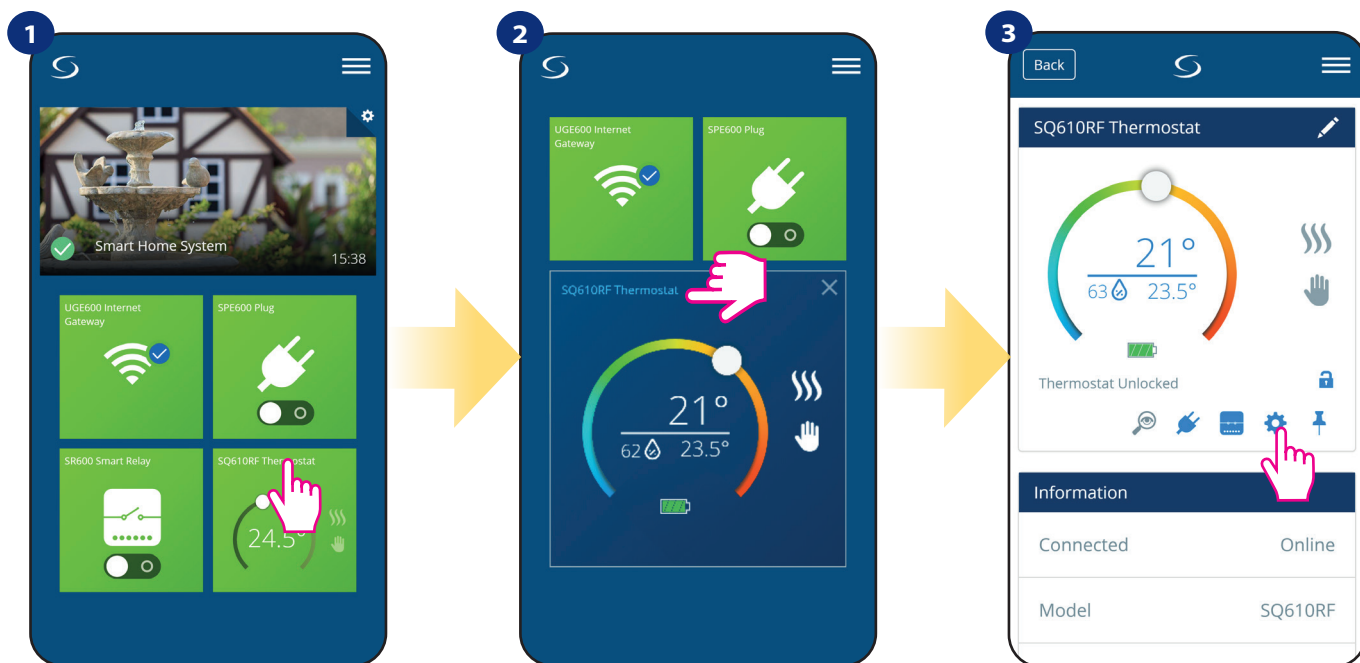 1
Smart Home System
15:38
UGE600 Internet
Gateway
SPE600 Plug
SR600 Smart Relay
SQ610RF Thermostat
24.5°
2
UGE600 Internet
Gateway
SPE600 Plug
SQ610RF Thermostat
21°
62 23.5°
3
Back
SQ610RF Thermostat
21°
63 23.5°
Thermostat Unlocked
Information
Connected Online
Model SQ610RF